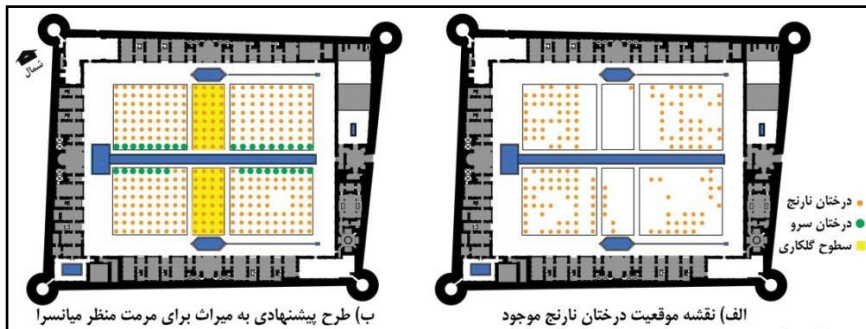 شمال
درختان نارنج
درختان سرو
سطوح گلکاری
الف) نقشه موقعیت درختان نارنج موجود
ب) طرح پیشنهادی به میراث برای مرمت منظر میانسرا